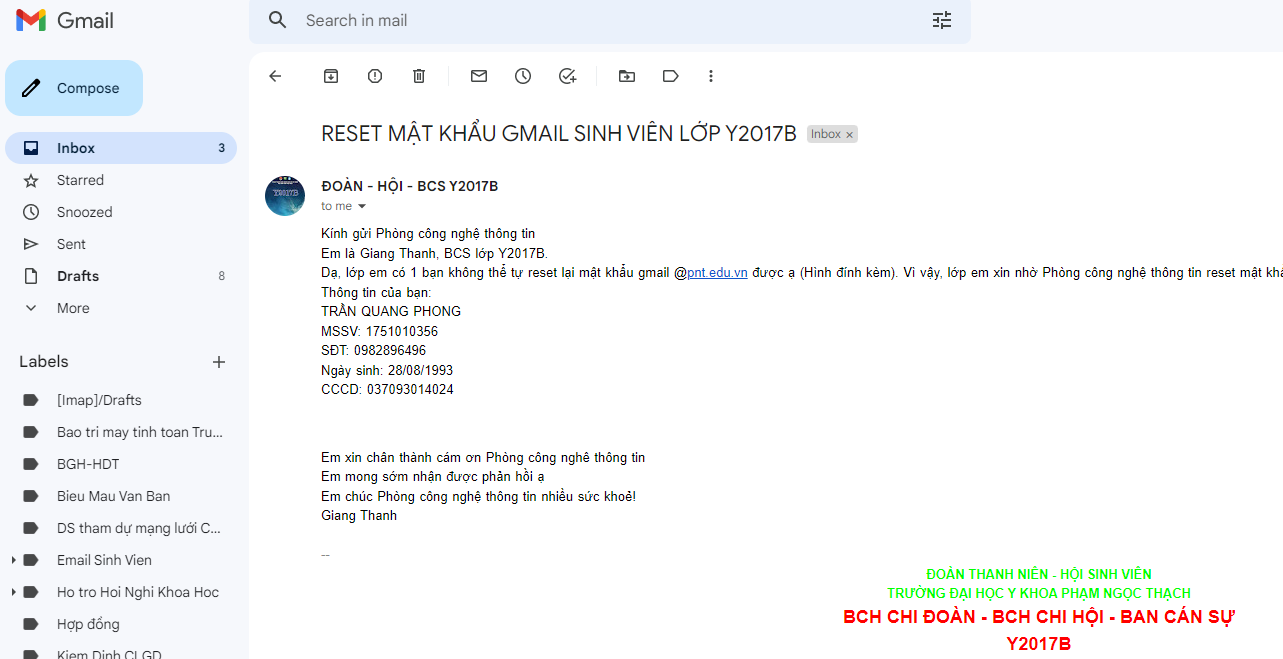 Gmail
Search in mail
Compose
Inbox 3
Starred
Snoozed
Sent
Drafts 8
More
Labels
[Imap]/Drafts
Bao tri may tinh toan Tru...
BGH-HDT
Bieu Mau Van Ban
DS tham dự mạng lưới C...
Email Sinh Vien
Ho tro Hoi Nghi Khoa Hoc
Hợp đồng
Kiem Dinh CLGD
RESET MẬT KHẨU GMAIL SINH VIÊN LỚP Y2017B Inbox ×
Y2017B
ĐOÀN - HỘI - BCS Y2017B
to me
Kính gửi Phòng công nghệ thông tin
Em là Giang Thanh, BCS lớp Y2017B.
Dạ, lớp em có 1 bạn không thể tự reset lại mật khẩu gmail @pnt.edu.vn được ạ (Hình đính kèm). Vì vậy, lớp em xin nhờ Phòng công nghệ thông tin reset mật
Thông tin của bạn:
TRẦN QUANG PHONG
MSSV: 1751010356
SĐT: 0982896496
Ngày sinh: 28/08/1993
CCCD: 037093014024
Em xin chân thành cám ơn Phòng công nghê thông tin
Em mong sớm nhận được phản hồi ạ
Em chúc Phòng công nghệ thông tin nhiều sức khoẻ!
Giang Thanh
--
ĐOÀN THANH NIÊN - HỘI SINH VIÊN
TRƯỜNG ĐẠI HỌC Y KHOA PHẠM NGỌC THẠCH
BCH CHI ĐOÀN - BCH CHI HỘI - BAN CÁN SỰ
Y2017B